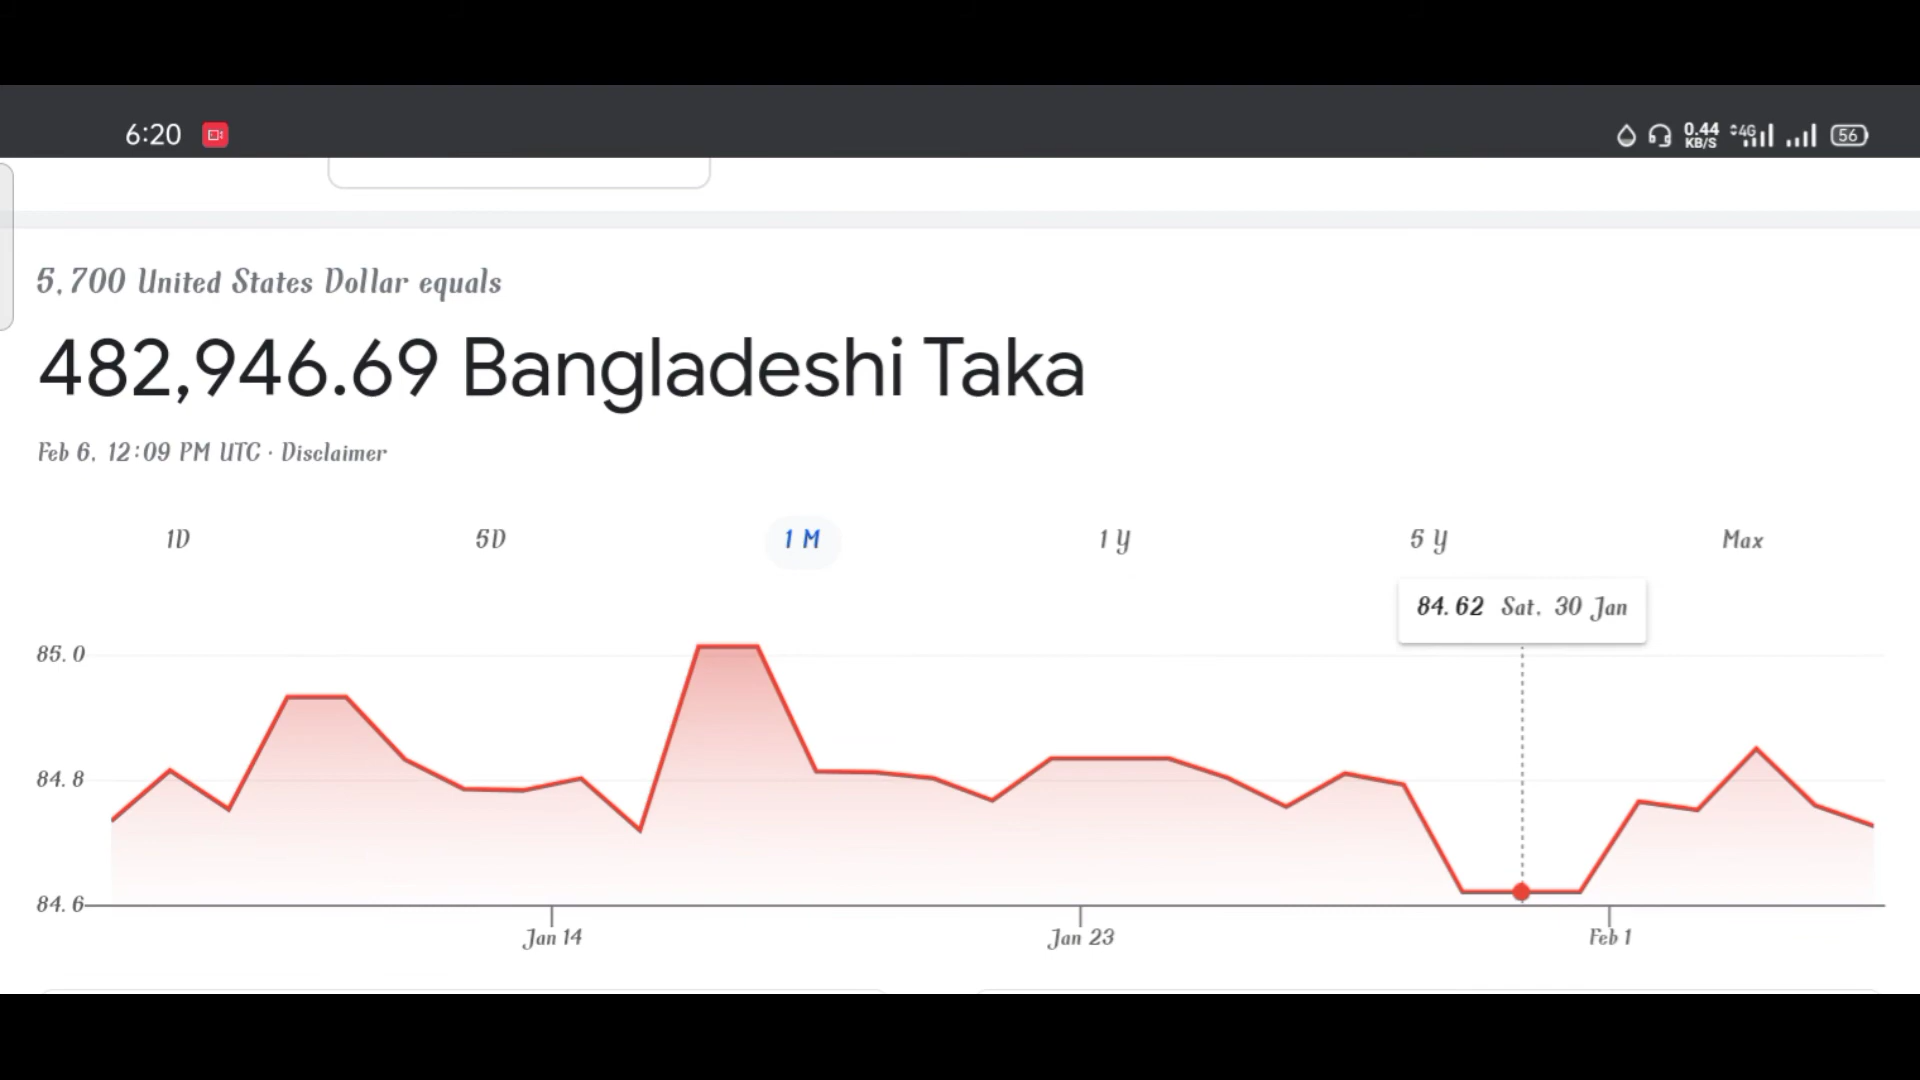 6:20
0.44 KB/S 4G 56
5,700 United States Dollar equals
482,946.69 Bangladeshi Taka
Feb 6, 12:09 PM UTC · Disclaimer
1D 5D 1 M 1 Y 5 Y Max
84.62 Sat, 30 Jan
85.0
84.8
84.6
Jan 14 Jan 23 Feb 1